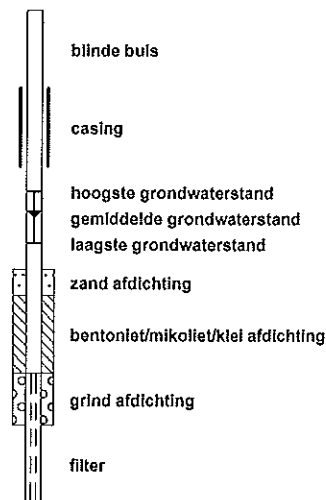 blinde buis
casing
hoogste grondwaterstand
gemiddelde grondwaterstand
laagste grondwaterstand
zand afdichting
bentoniet/mikoliet/klei afdichting
grind afdichting
filter